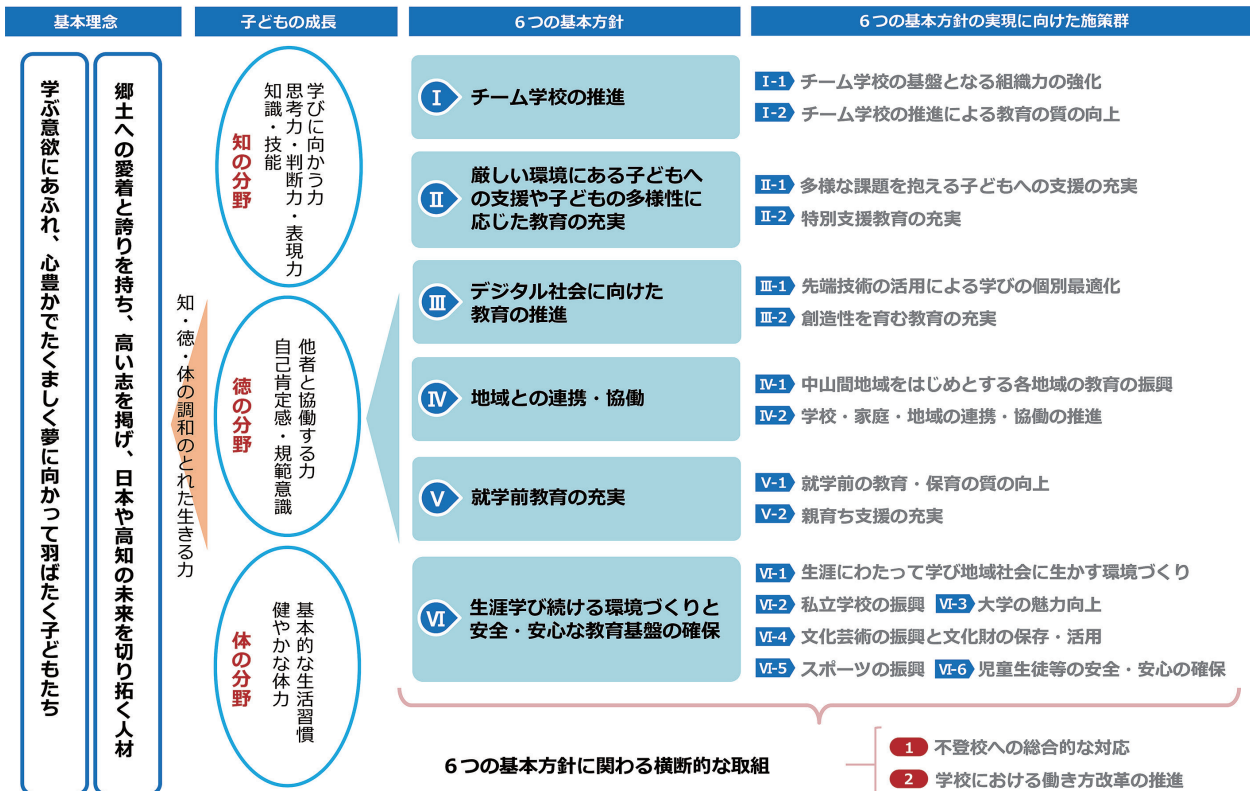 基本理念
子どもの成長
6つの基本方針
6つの基本方針の実現に向けた施策群
学ぶ意欲にあふれ、心豊かでたくましく夢に向かって羽ばたく子どもたち
郷土への愛着と誇りを持ち、高い志を掲げ、日本や高知の未来を切り拓く人材
知・徳・体の調和のとれた生きる力
知の分野
学びに向かう力
思考力・判断力・表現力
知識・技能
徳の分野
他者と協働する力
自己肯定感・規範意識
体の分野
基本的な生活習慣
健やかな体力
Ⅰ チーム学校の推進
Ⅰ-1 チーム学校の基盤となる組織力の強化
Ⅰ-2 チーム学校の推進による教育の質の向上
Ⅱ 厳しい環境にある子どもへ
の支援や子どもの多様性に
応じた教育の充実
Ⅱ-1 多様な課題を抱える子どもへの支援の充実
Ⅱ-2 特別支援教育の充実
Ⅲ デジタル社会に向けた
教育の推進
Ⅲ-1 先端技術の活用による学びの個別最適化
Ⅲ-2 創造性を育む教育の充実
Ⅳ 地域との連携・協働
Ⅳ-1 中山間地域をはじめとする各地域の教育の振興
Ⅳ-2 学校・家庭・地域の連携・協働の推進
Ⅴ 就学前教育の充実
Ⅴ-1 就学前の教育・保育の質の向上
Ⅴ-2 親育ち支援の充実
Ⅵ 生涯学び続ける環境づくりと
安全・安心な教育基盤の確保
Ⅵ-1 生涯にわたって学び地域社会に生かす環境づくり
Ⅵ-2 私立学校の振興 Ⅵ-3 大学の魅力向上
Ⅵ-4 文化芸術の振興と文化財の保存・活用
Ⅵ-5 スポーツの振興 Ⅵ-6 児童生徒等の安全・安心の確保
6つの基本方針に関わる横断的な取組
1 不登校への総合的な対応
2 学校における働き方改革の推進